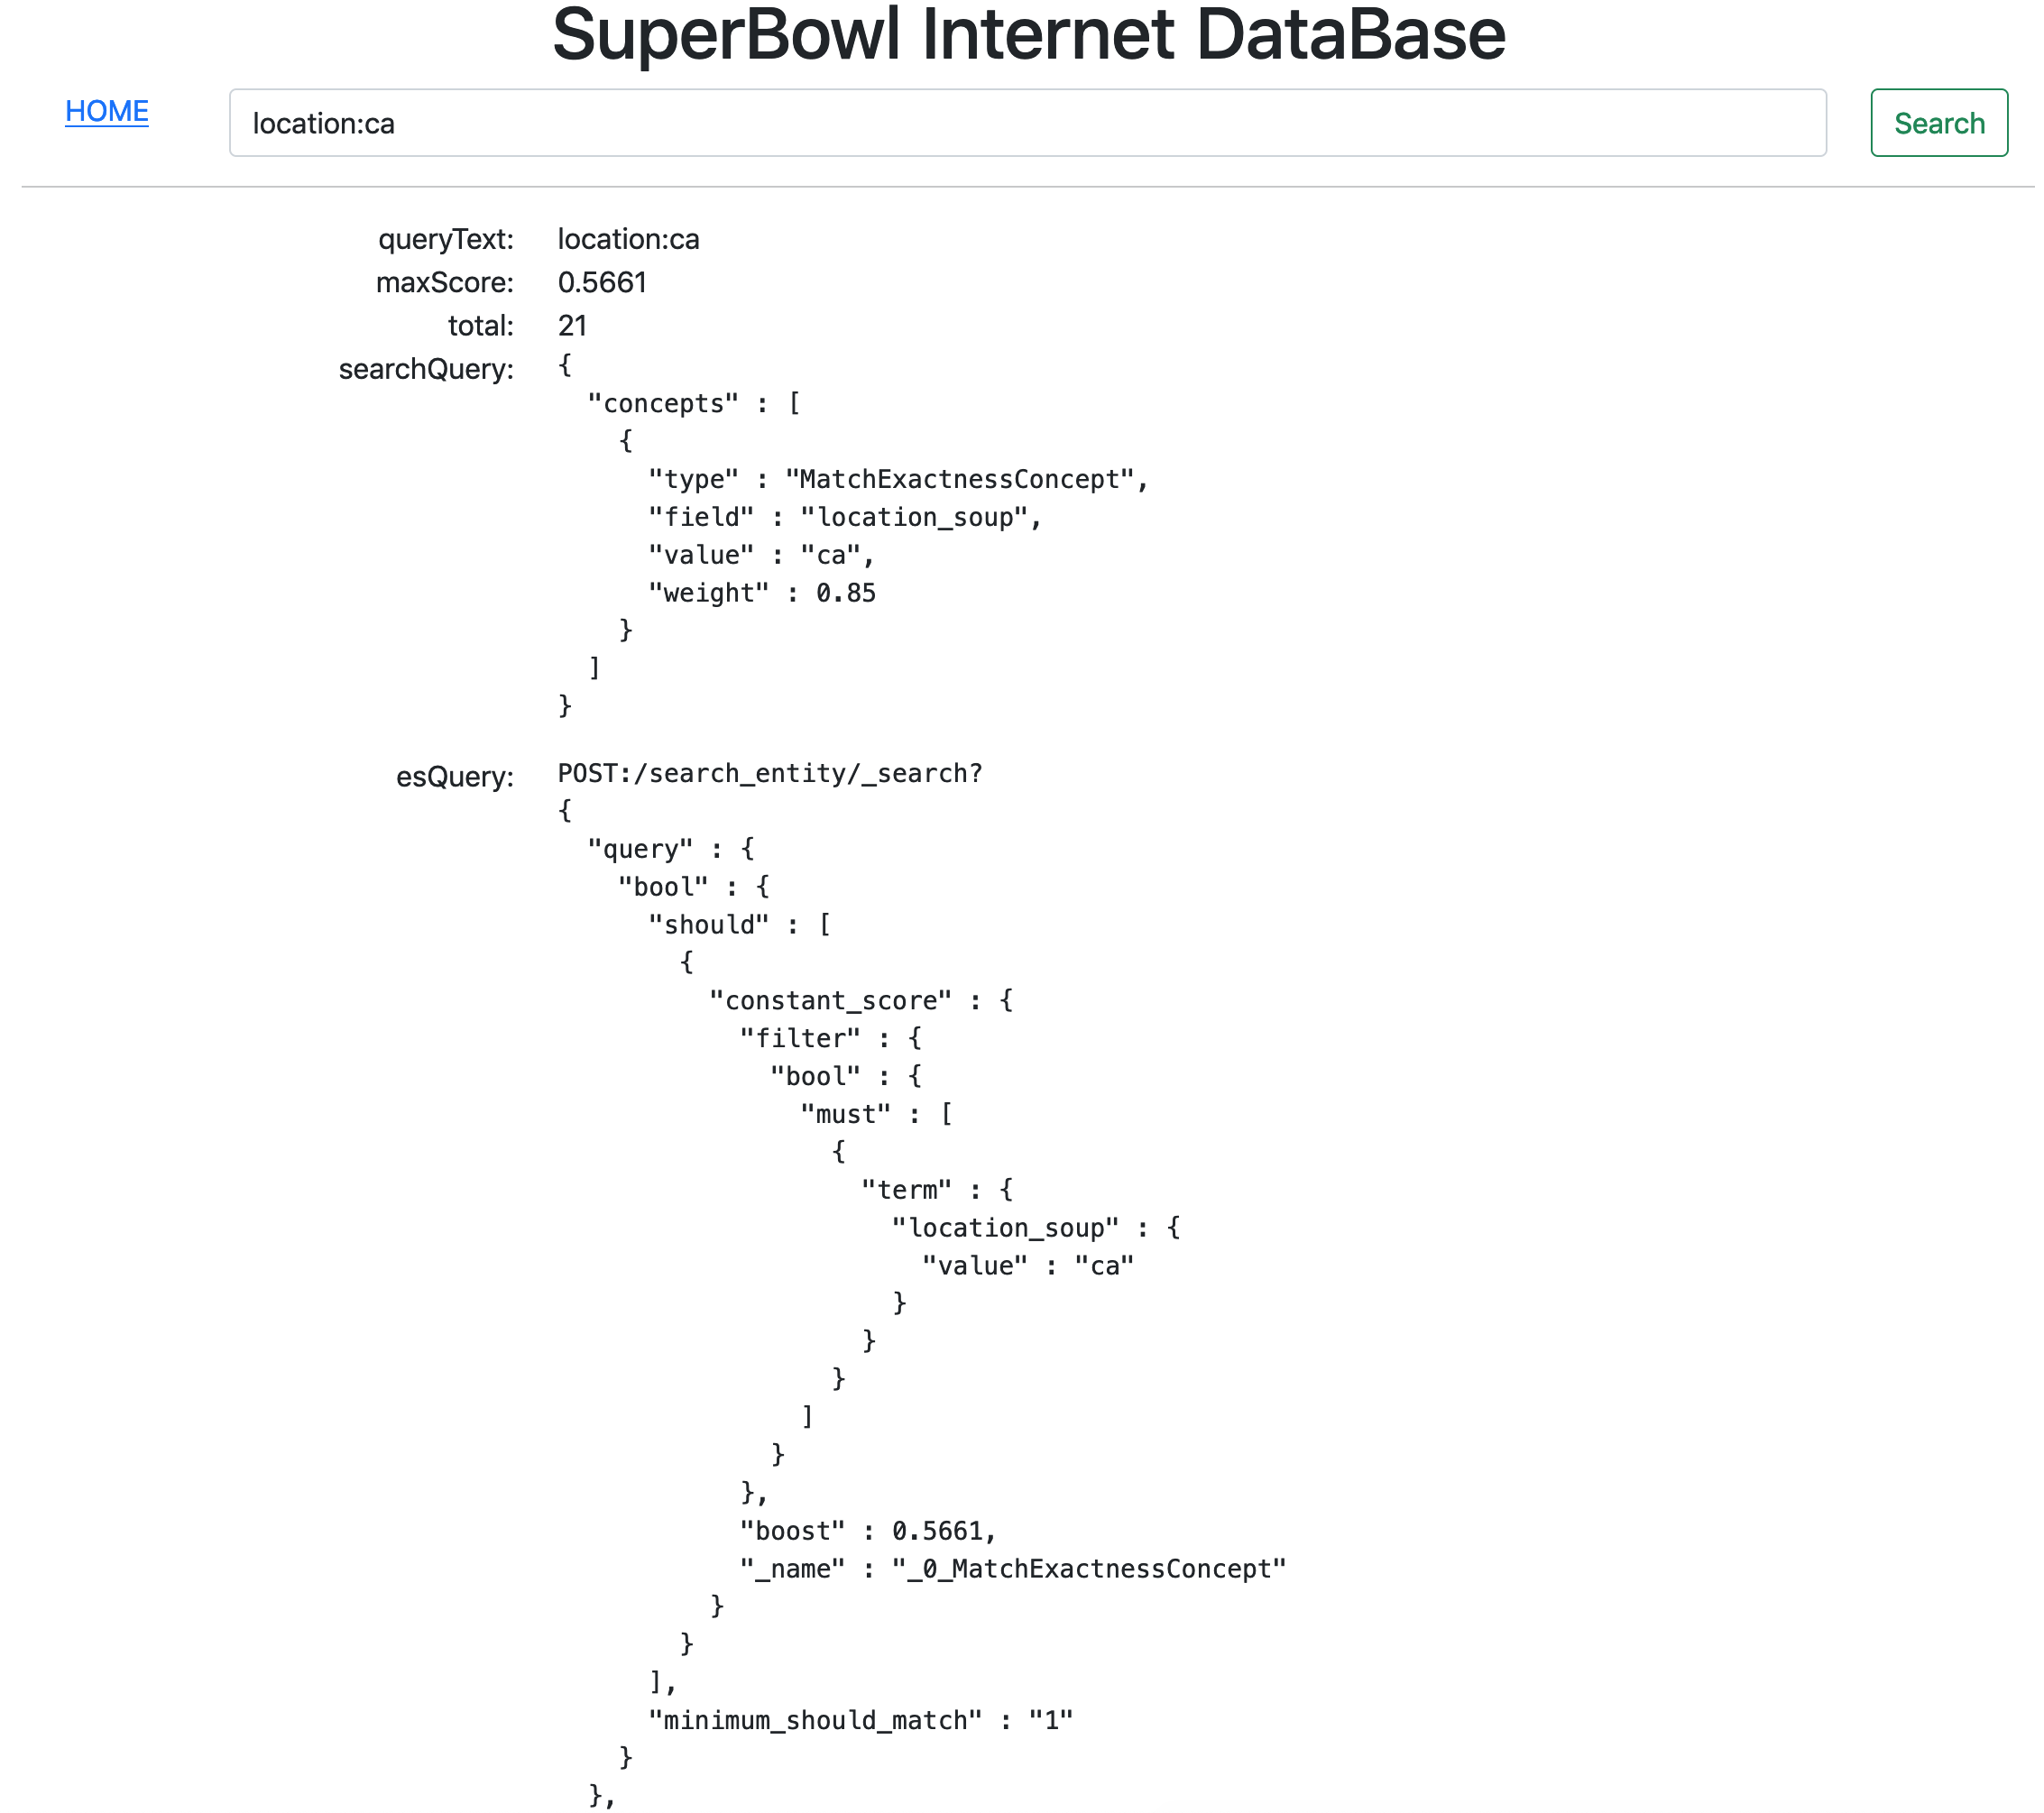 SuperBowl Internet DataBase
HOME
location:ca
Search
queryText: location:ca
maxScore: 0.5661
total: 21
searchQuery: {
  "concepts" : [
    {
      "type" : "MatchExactnessConcept",
      "field" : "location_soup",
      "value" : "ca",
      "weight" : 0.85
    }
  ]
}
esQuery: POST:/search_entity/_search?
{
  "query" : {
    "bool" : {
      "should" : [
        {
          "constant_score" : {
            "filter" : {
              "bool" : {
                "must" : [
                  {
                    "term" : {
                      "location_soup" : {
                        "value" : "ca"
                      }
                    }
                  }
                ]
              }
            },
            "boost" : 0.5661,
            "_name" : "_0_MatchExactnessConcept"
          }
        }
      ],
      "minimum_should_match" : "1"
    }
  },